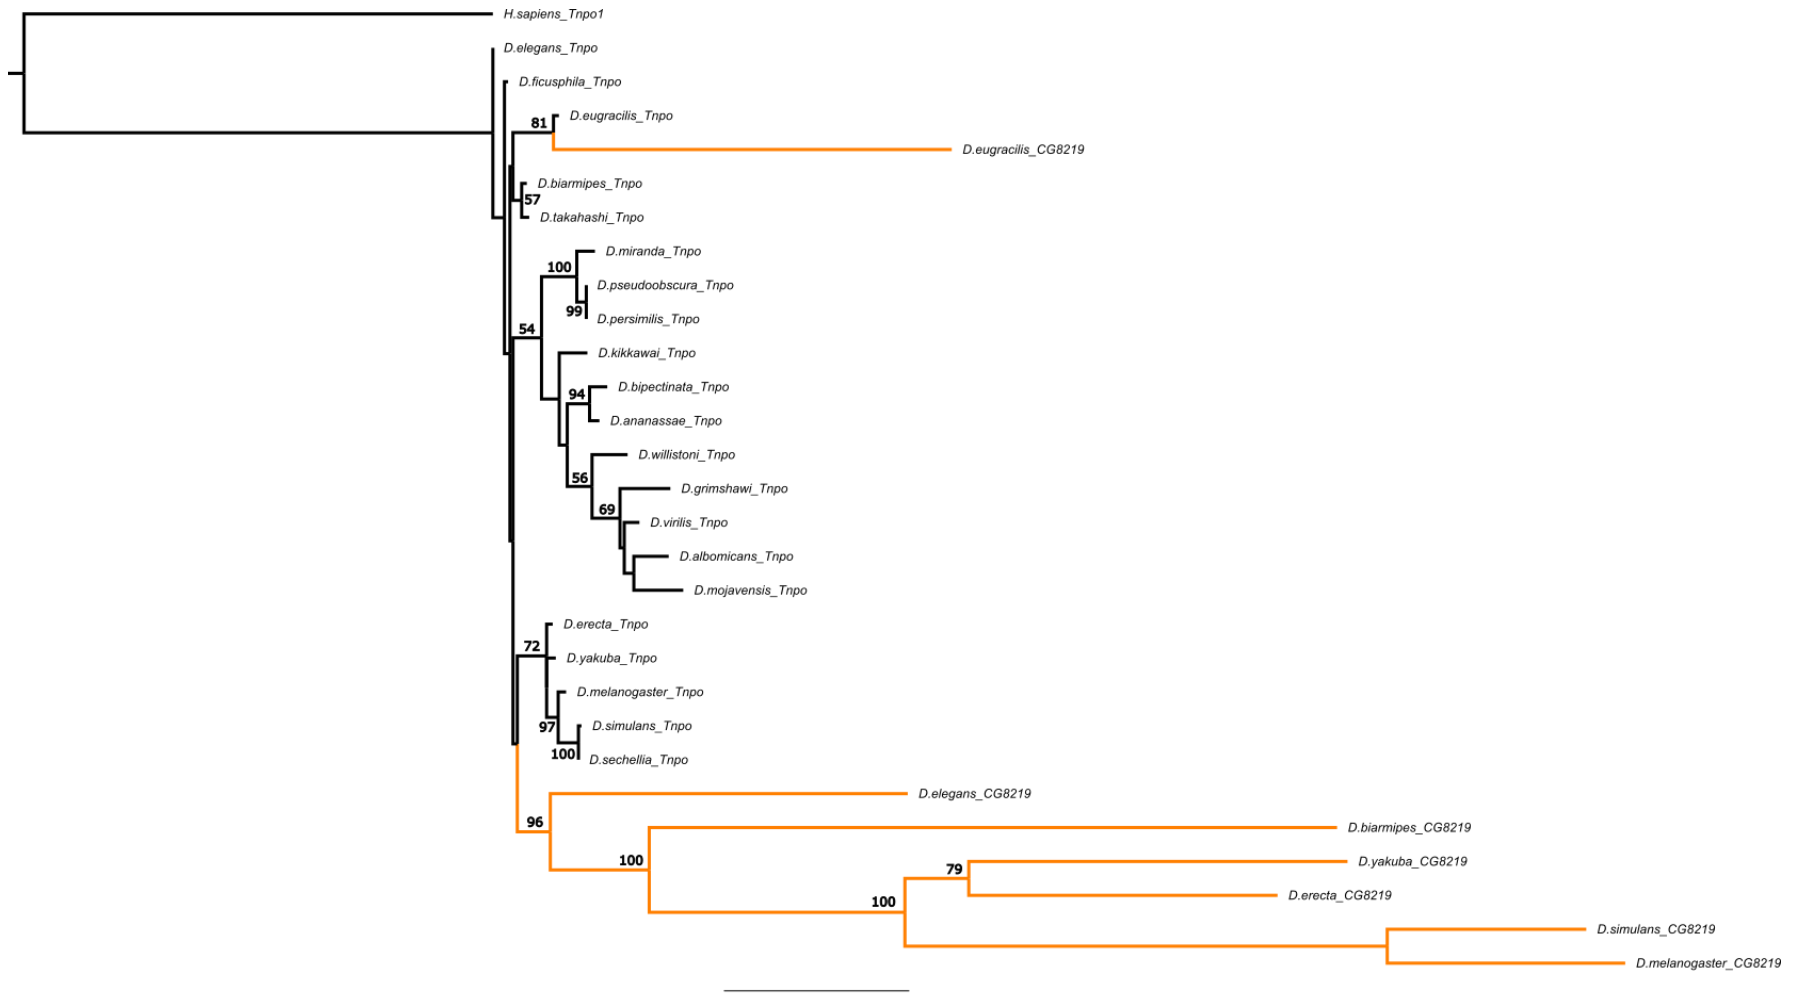 H.sapiens_Tnpo1
D.elegans_Tnpo
D.ficusphila_Tnpo
D.eugracilis_Tnpo
81
D.eugracilis_CG8219
D.biarmipes_Tnpo
57
D.takahashi_Tnpo
D.miranda_Tnpo
100
D.pseudoobscura_Tnpo
99
D.persimilis_Tnpo
54
D.kikkawai_Tnpo
D.bipectinata_Tnpo
94
D.ananassae_Tnpo
D.willistoni_Tnpo
56
D.grimshawi_Tnpo
69
D.virilis_Tnpo
D.albomicans_Tnpo
D.mojavensis_Tnpo
D.erecta_Tnpo
72
D.yakuba_Tnpo
D.melanogaster_Tnpo
97
D.simulans_Tnpo
100
D.sechellia_Tnpo
D.elegans_CG8219
96
D.biarmipes_CG8219
100
D.yakuba_CG8219
79
D.erecta_CG8219
100
D.simulans_CG8219
D.melanogaster_CG8219